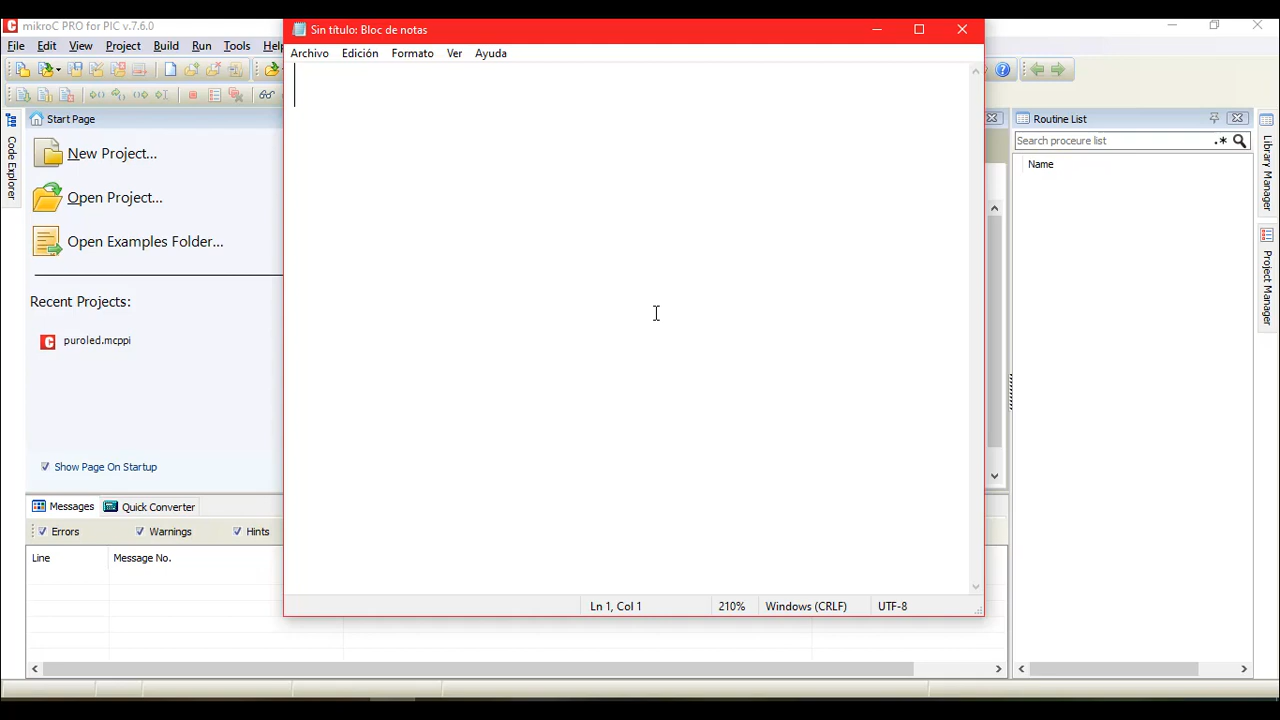 mikroC PRO for PIC v.7.6.0
File Edit View Project Build Run Tools Help
Sin título: Bloc de notas
Archivo Edición Formato Ver Ayuda
Ln 1, Col 1 210% Windows (CRLF) UTF-8
Code Explorer
Start Page
New Project...
Open Project...
Open Examples Folder...
Recent Projects:
puroled.mcppi
Show Page On Startup
Messages Quick Converter
Errors Warnings Hints
Line Message No.
Routine List
Search proceure list
Name
Library Manager
Project Manager